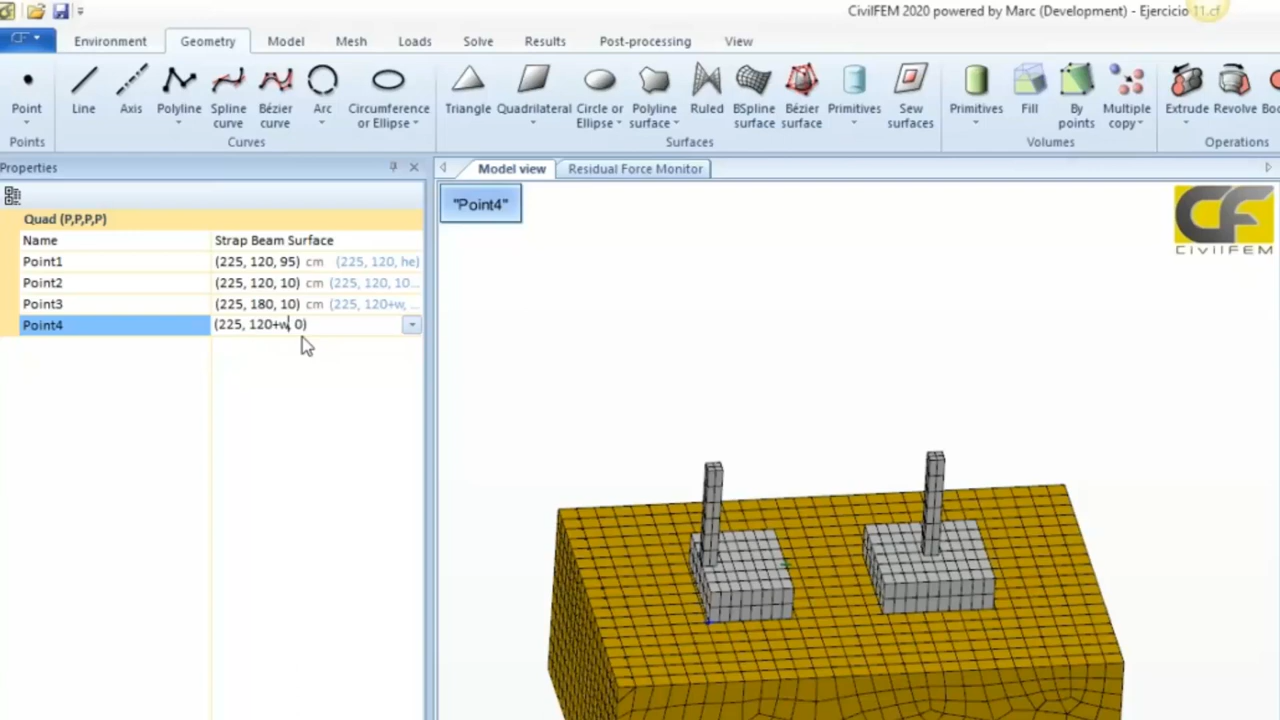 CivilFEM 2020 powered by Marc (Development) - Ejercicio 11.cf
CF Environment Geometry Model Mesh Loads Solve Results Post-processing View
Point Line Axis Polyline Spline curve Bézier curve Arc Circumference or Ellipse Triangle Quadrilateral Circle or Ellipse Polyline surface Ruled BSpline surface Bézier surface Primitives Sew surfaces Primitives Fill By points Multiple copy Extrude Revolve
Points Curves Surfaces Volumes Operations
Properties
Model view Residual Force Monitor
Quad (P,P,P,P)
Name Strap Beam Surface
Point1 (225, 120, 95) cm (225, 120, he)
Point2 (225, 120, 10) cm (225, 120, 10...
Point3 (225, 180, 10) cm (225, 120+w, ...
Point4 (225, 120+w, 0)
"Point4"
CF
CIVILFEM